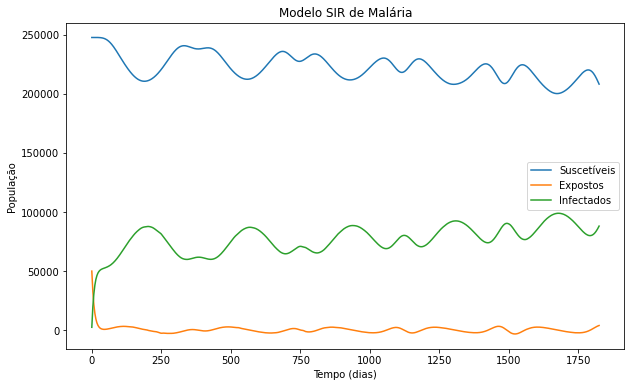 Modelo SIR de Malária
População
250000
200000
150000
100000
50000
0
Suscetíveis
Expostos
Infectados
0
250
500
750
1000
1250
1500
1750
Tempo (dias)